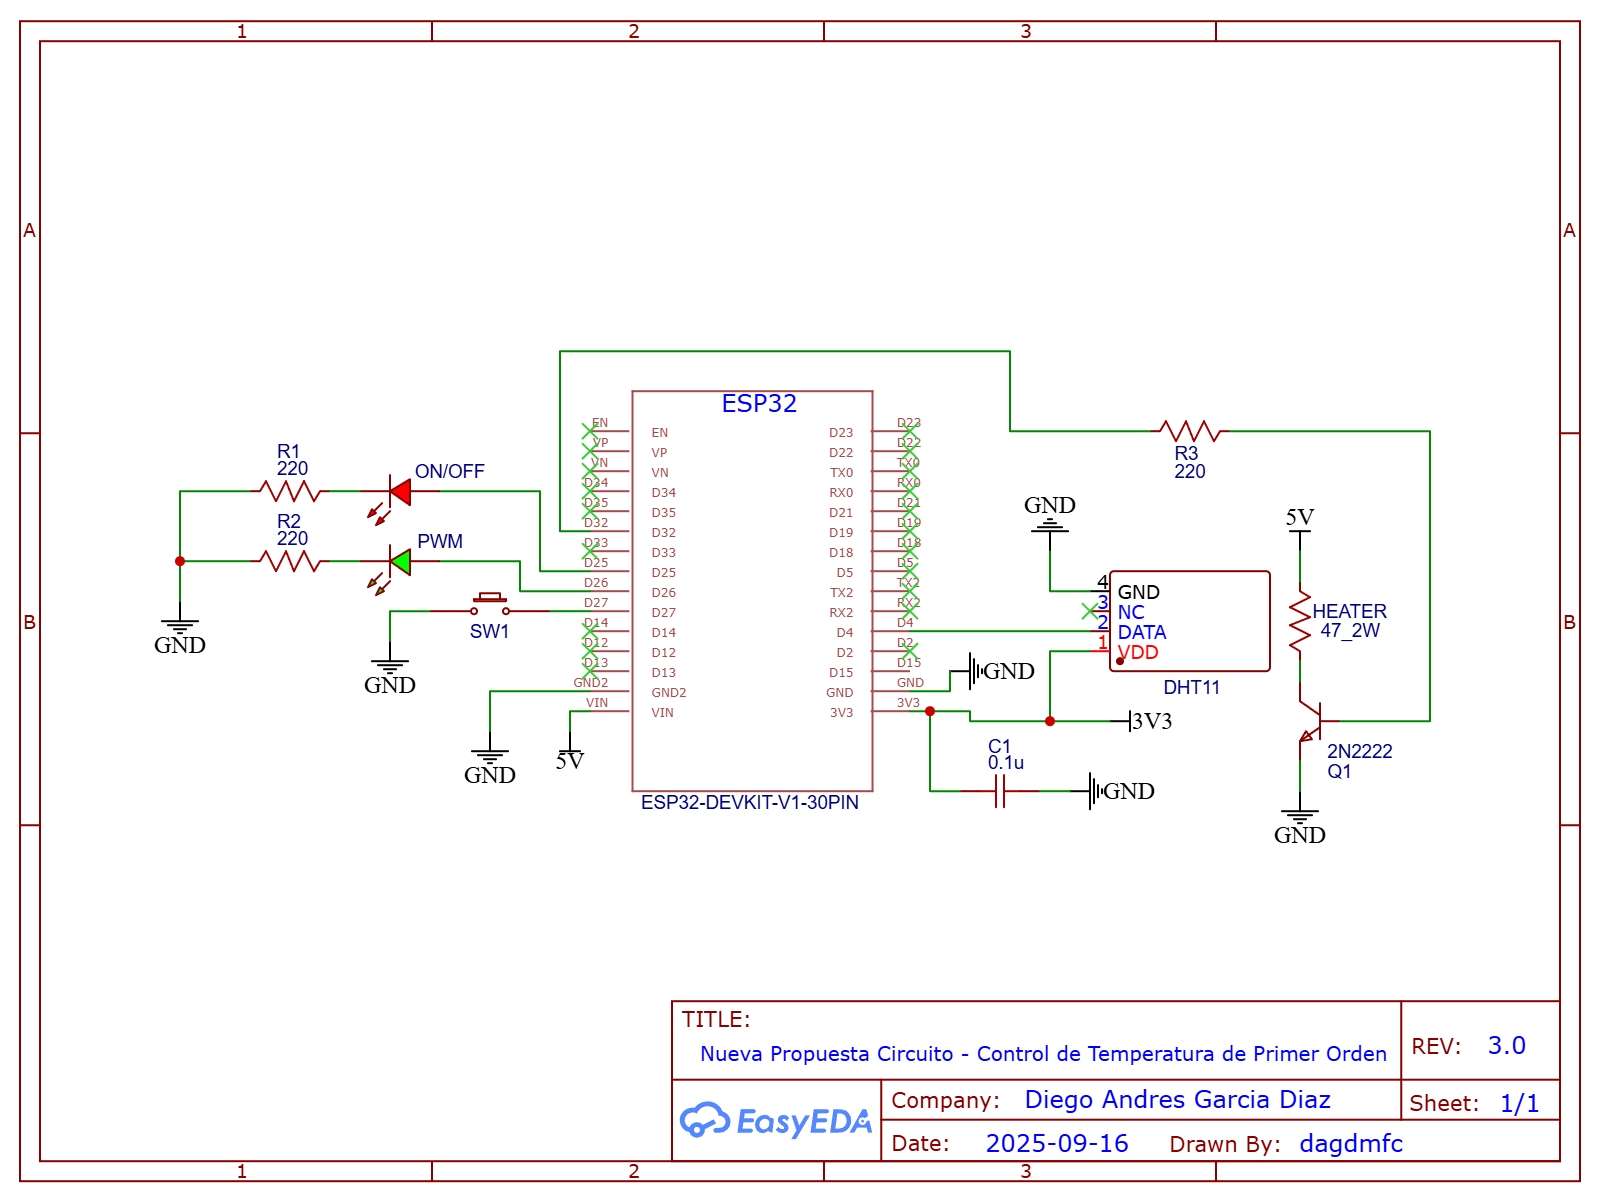 1 2 3
A A
B B
ESP32
EN EN
VP VP
VN VN
D34 D34
D35 D35
D32 D32
D33 D33
D25 D25
D26 D26
D27 D27
D14 D14
D12 D12
D13 D13
GND2 GND2
VIN VIN
D23 D23
D22 D22
TX0 TX0
RX0 RX0
D21 D21
D19 D19
D18 D18
D5 D5
TX2 TX2
RX2 RX2
D4 D4
D2 D2
D15 D15
GND GND
3V3 3V3
ESP32-DEVKIT-V1-30PIN
R1
220
ON/OFF
R2
220
PWM
SW1
GND
GND
GND
5V
R3
220
GND
4 GND
3 NC
2 DATA
1 VDD
DHT11
GND
3V3
C1
0.1u
GND
5V
HEATER
47_2W
2N2222
Q1
GND
TITLE:
Nueva Propuesta Circuito - Control de Temperatura de Primer Orden
REV: 3.0
EasyEDA
Company: Diego Andres Garcia Diaz
Sheet: 1/1
Date: 2025-09-16 Drawn By: dagdmfc
1 2 3